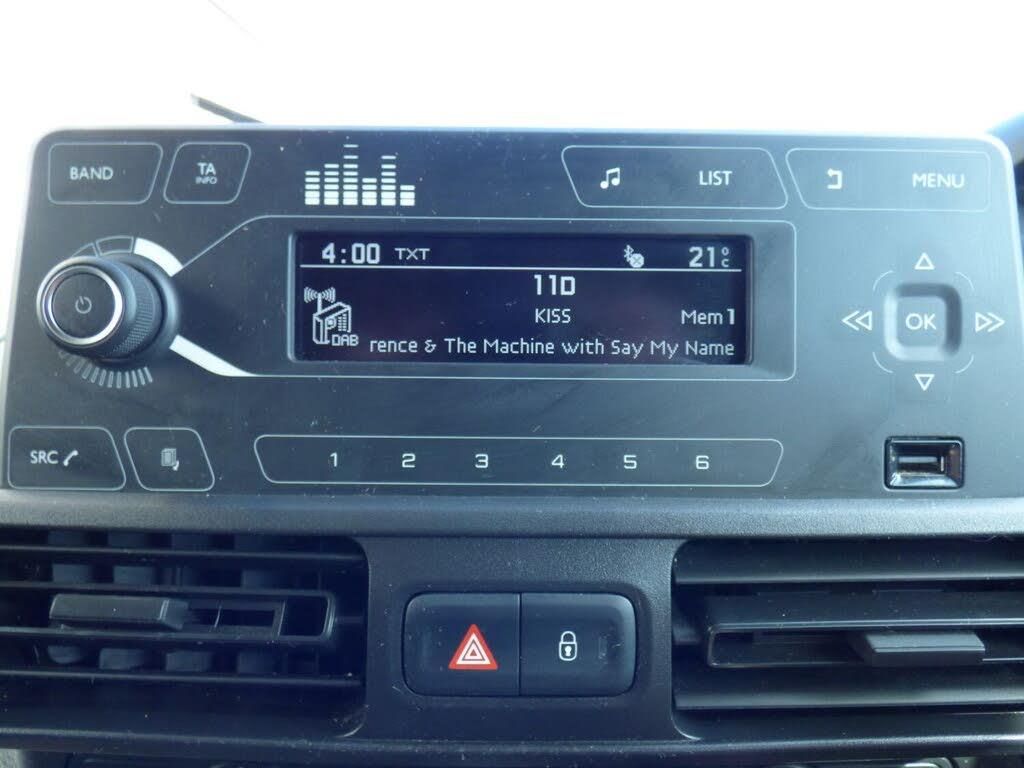 BAND
TA
INFO
LIST
MENU
4:00 TXT 21°C
11D
KISS Mem 1
DAB
rence & The Machine with Say My Name
OK
SRC
1 2 3 4 5 6